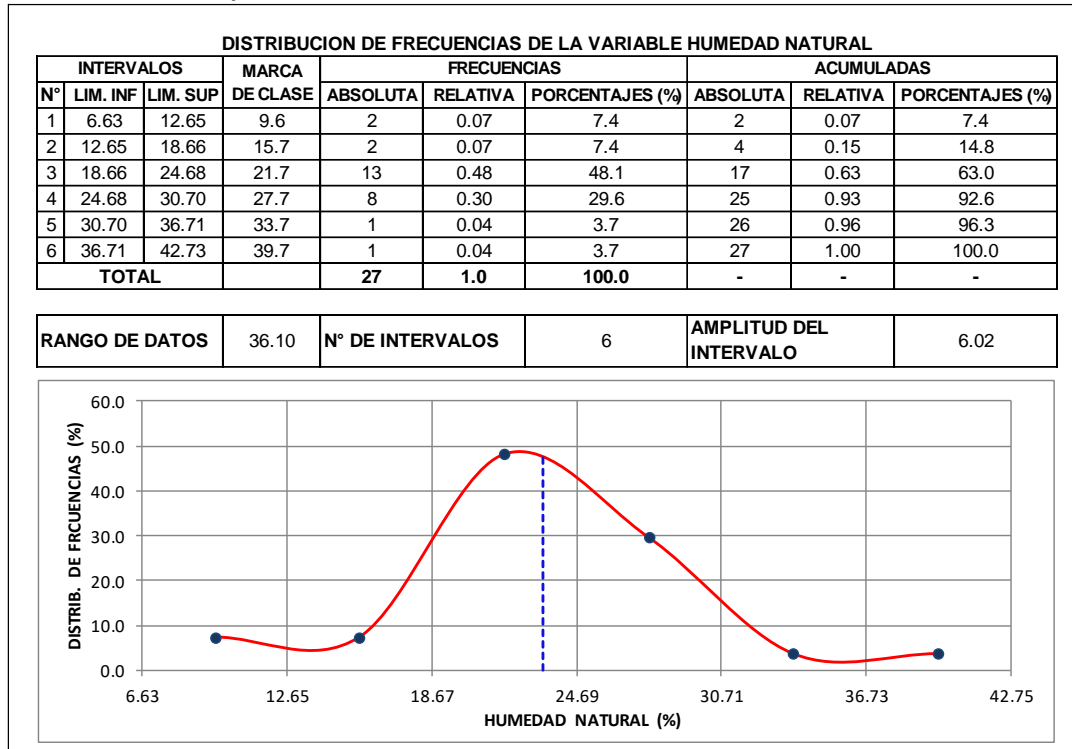 DISTRIBUCION DE FRECUENCIAS DE LA VARIABLE HUMEDAD NATURAL
INTERVALOS MARCA DE CLASE FRECUENCIAS ACUMULADAS
N° LIM. INF LIM. SUP ABSOLUTA RELATIVA PORCENTAJES (%) ABSOLUTA RELATIVA PORCENTAJES (%)
1 6.63 12.65 9.6 2 0.07 7.4 2 0.07 7.4
2 12.65 18.66 15.7 2 0.07 7.4 4 0.15 14.8
3 18.66 24.68 21.7 13 0.48 48.1 17 0.63 63.0
4 24.68 30.70 27.7 8 0.30 29.6 25 0.93 92.6
5 30.70 36.71 33.7 1 0.04 3.7 26 0.96 96.3
6 36.71 42.73 39.7 1 0.04 3.7 27 1.00 100.0
TOTAL 27 1.0 100.0 - - -
RANGO DE DATOS 36.10 N° DE INTERVALOS 6 AMPLITUD DEL INTERVALO 6.02
DISTRIB. DE FRCUENCIAS (%)
60.0
50.0
40.0
30.0
20.0
10.0
0.0
6.63 12.65 18.67 24.69 30.71 36.73 42.75
HUMEDAD NATURAL (%)